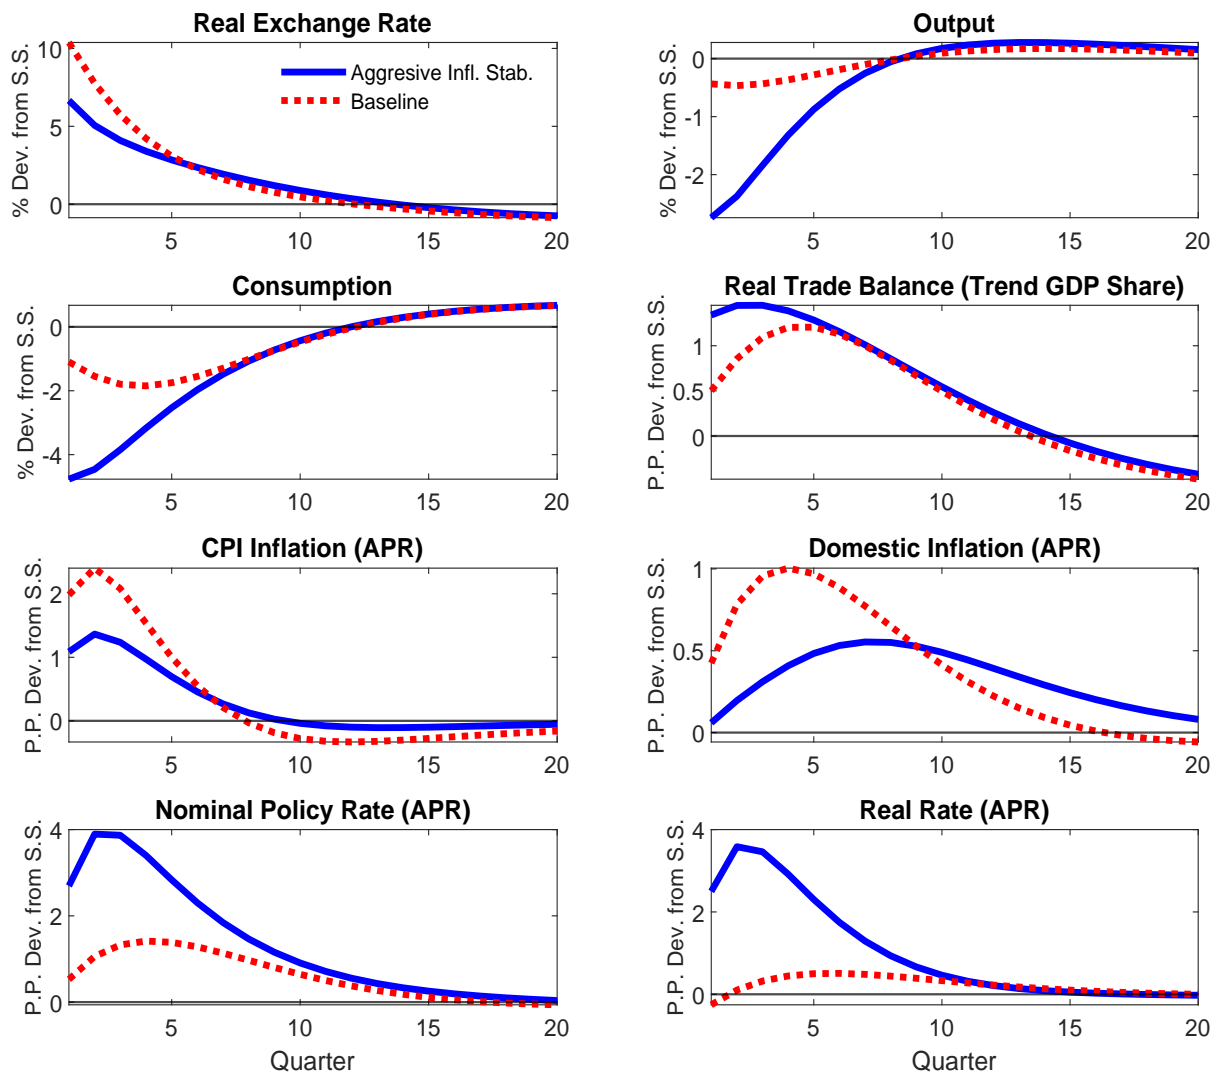 Real Exchange Rate
% Dev. from S.S.
10
5
0
5
10
15
20
Aggresive Infl. Stab.
Baseline
Output
% Dev. from S.S.
0
-1
-2
5
10
15
20
Consumption
% Dev. from S.S.
0
-2
-4
5
10
15
20
Real Trade Balance (Trend GDP Share)
P.P. Dev. from S.S.
1
0.5
0
5
10
15
20
CPI Inflation (APR)
P.P. Dev. from S.S.
2
1
0
5
10
15
20
Domestic Inflation (APR)
P.P. Dev. from S.S.
1
0.5
0
5
10
15
20
Nominal Policy Rate (APR)
P.P. Dev. from S.S.
4
2
0
5
10
15
20
Quarter
Real Rate (APR)
P.P. Dev. from S.S.
4
2
0
5
10
15
20
Quarter